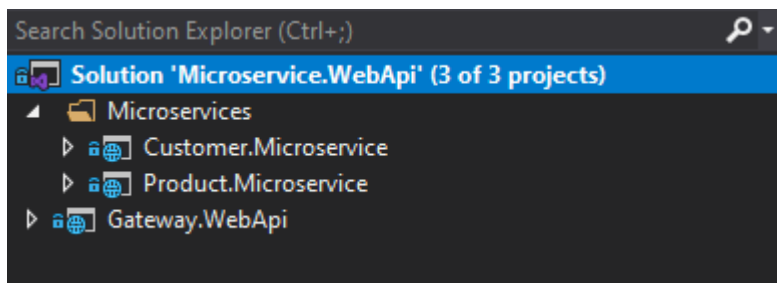 Search Solution Explorer (Ctrl+;)
Solution 'Microservice.WebApi' (3 of 3 projects)
Microservices
Customer.Microservice
Product.Microservice
Gateway.WebApi